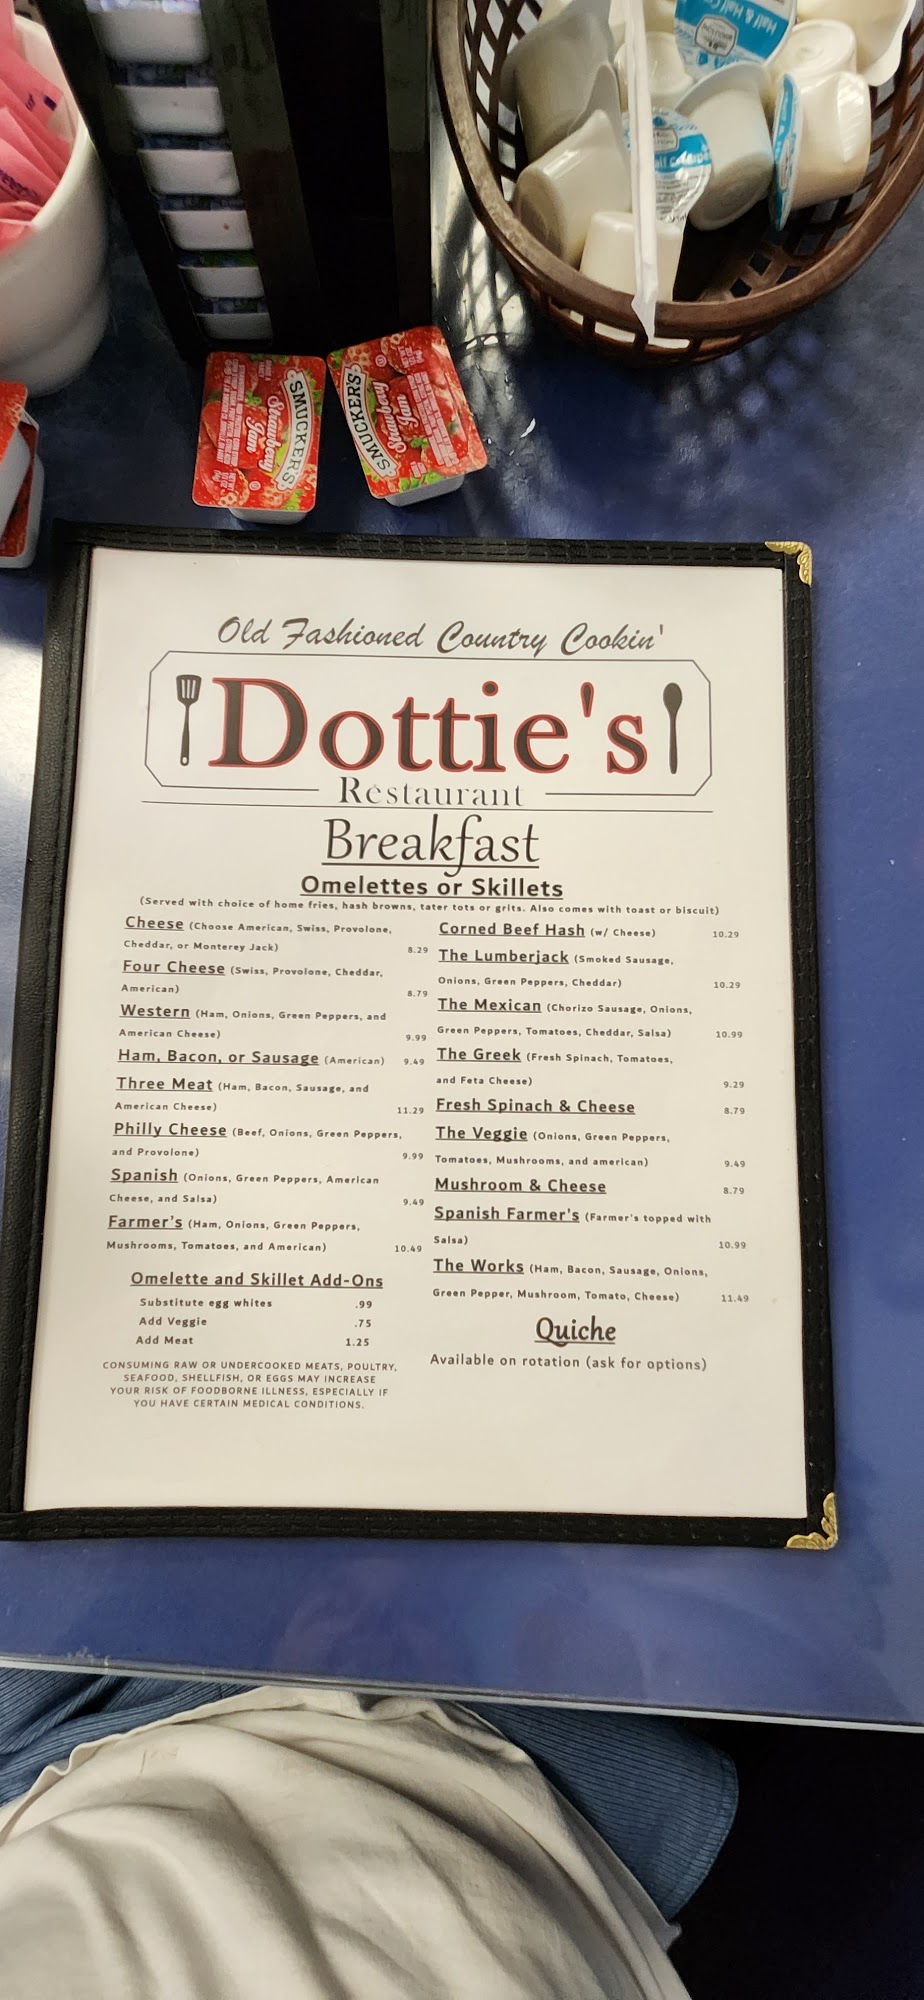 Half & Half
SMUCKER'S
Strawberry
Jam
SMUCKER'S
Strawberry
Jam
Old Fashioned Country Cookin'
Dottie's
Restaurant
Breakfast
Omelettes or Skillets
(Served with choice of home fries, hash browns, tater tots or grits. Also comes with toast or biscuit)
Cheese (Choose American, Swiss, Provolone,
Cheddar, or Monterey Jack) 8.29
Four Cheese (Swiss, Provolone, Cheddar,
American) 8.79
Western (Ham, Onions, Green Peppers, and
American Cheese) 9.99
Ham, Bacon, or Sausage (American) 9.49
Three Meat (Ham, Bacon, Sausage, and
American Cheese) 11.29
Philly Cheese (Beef, Onions, Green Peppers,
and Provolone) 9.99
Spanish (Onions, Green Peppers, American
Cheese, and Salsa) 9.49
Farmer's (Ham, Onions, Green Peppers,
Mushrooms, Tomatoes, and American) 10.49
Omelette and Skillet Add-Ons
Substitute egg whites .99
Add Veggie .75
Add Meat 1.25
CONSUMING RAW OR UNDERCOOKED MEATS, POULTRY,
SEAFOOD, SHELLFISH, OR EGGS MAY INCREASE
YOUR RISK OF FOODBORNE ILLNESS, ESPECIALLY IF
YOU HAVE CERTAIN MEDICAL CONDITIONS.
Corned Beef Hash (w/ Cheese) 10.29
The Lumberjack (Smoked Sausage,
Onions, Green Peppers, Cheddar) 10.29
The Mexican (Chorizo Sausage, Onions,
Green Peppers, Tomatoes, Cheddar, Salsa) 10.99
The Greek (Fresh Spinach, Tomatoes,
and Feta Cheese) 9.29
Fresh Spinach & Cheese 8.79
The Veggie (Onions, Green Peppers,
Tomatoes, Mushrooms, and american) 9.49
Mushroom & Cheese 8.79
Spanish Farmer's (Farmer's topped with
Salsa) 10.99
The Works (Ham, Bacon, Sausage, Onions,
Green Pepper, Mushroom, Tomato, Cheese) 11.49
Quiche
Available on rotation (ask for options)